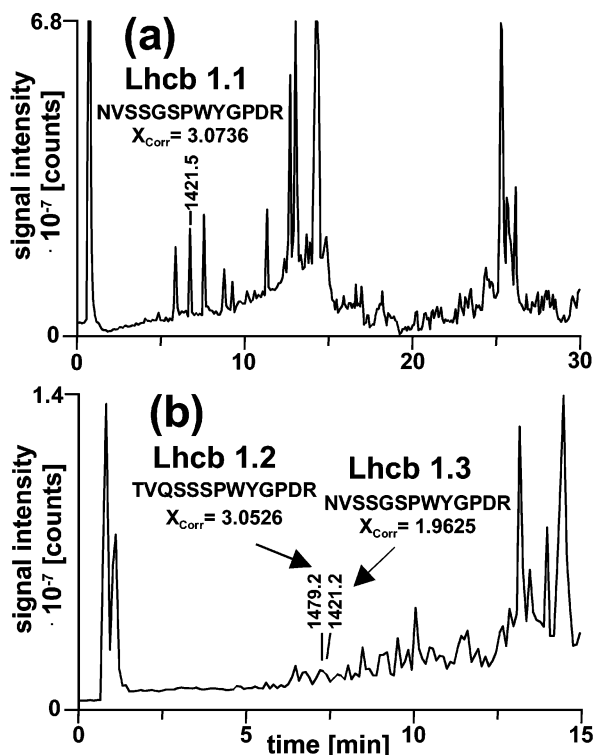 6.8
(a)
Lhcb 1.1
NVSSGSPWYGPDR
XCorr= 3.0736
1421.5
signal intensity
· 10-7 [counts]
0
0 10 20 30
1.4
(b)
Lhcb 1.2
TVQSSSPWYGPDR
XCorr= 3.0526
Lhcb 1.3
NVSSGSPWYGPDR
XCorr= 1.9625
1479.2
1421.2
signal intensity
· 10-7 [counts]
0
0 5 10 15
time [min]